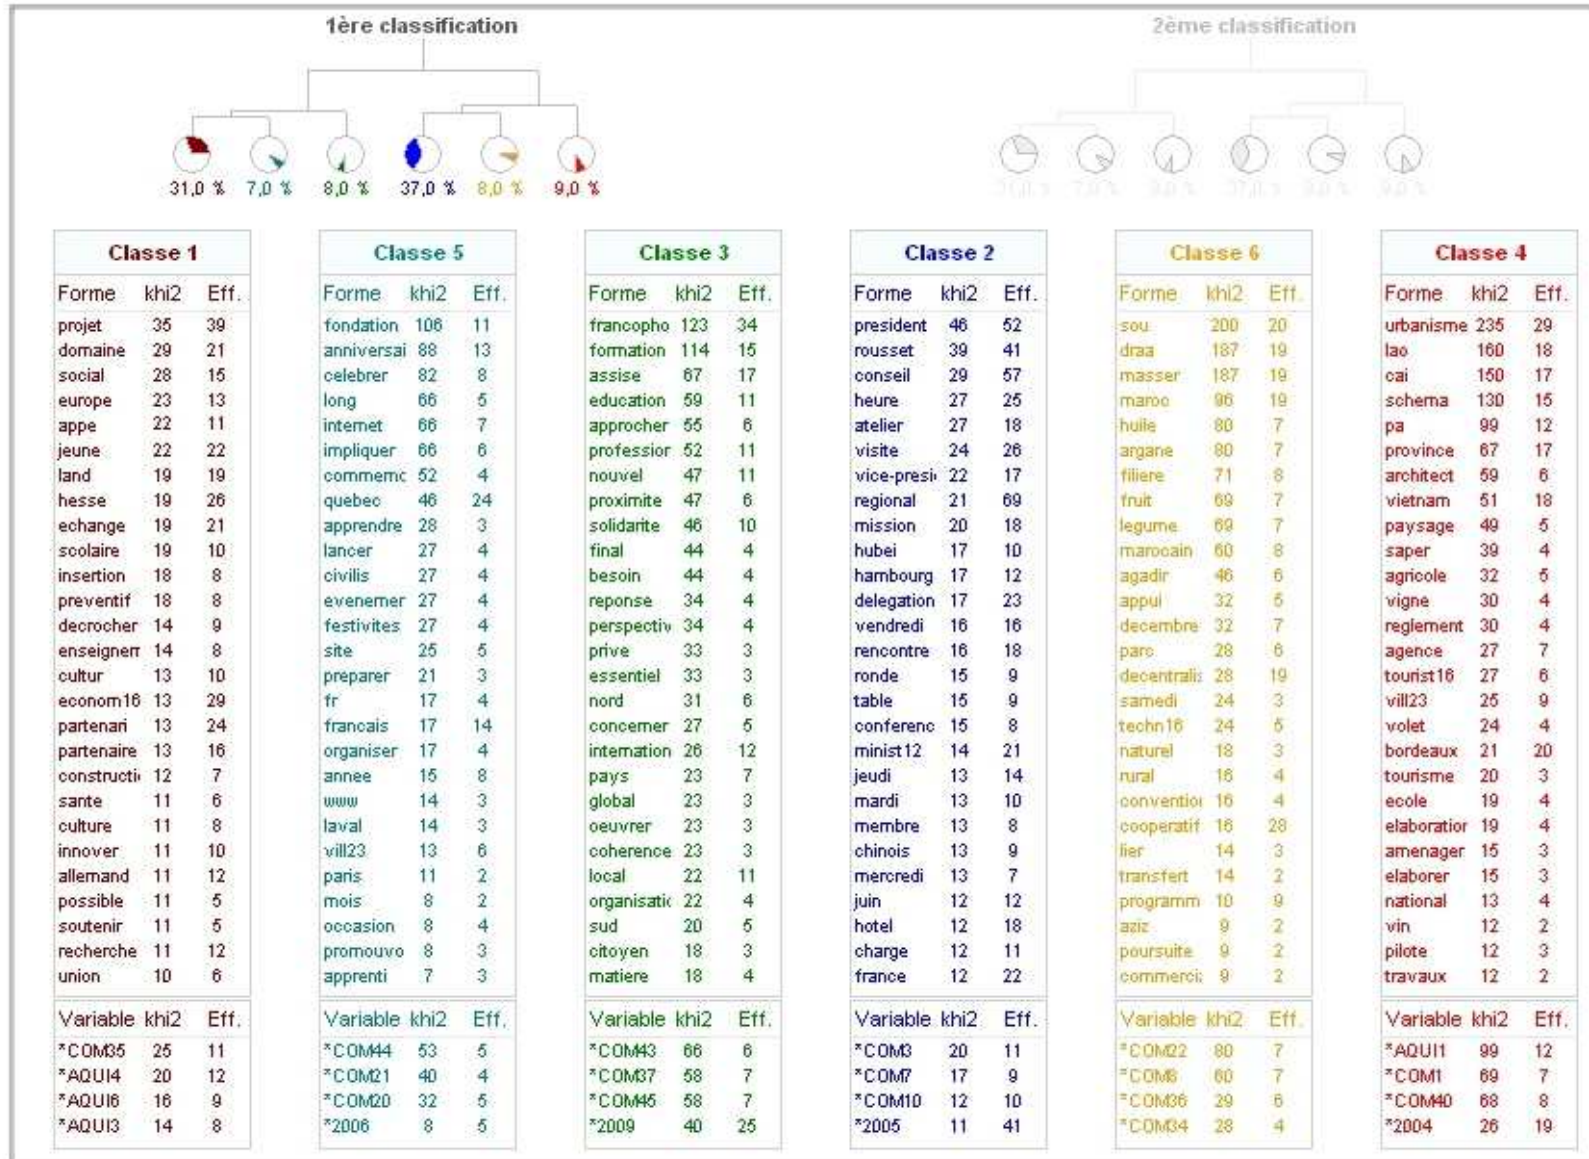 1ère classification 2ème classification
31,0 % 7,0 % 8,0 % 37,0 % 8,0 % 9,0 %
Classe 1 Classe 5 Classe 3 Classe 2 Classe 6 Classe 4
Forme khi2 Eff. Forme khi2 Eff. Forme khi2 Eff. Forme khi2 Eff. Forme khi2 Eff. Forme khi2 Eff.
projet 35 39 fondation 106 11 francopho 123 34 president 46 52 sou 200 20 urbanisme 235 29
domaine 29 21 anniversai 88 13 formation 114 15 rousset 39 41 draa 187 19 lao 160 18
social 28 15 celebrer 82 8 assise 67 17 conseil 29 57 masser 187 19 cai 150 17
europe 23 13 long 66 5 education 59 11 heure 27 25 maroc 96 19 schema 130 15
appe 22 11 internet 66 7 approcher 55 6 atelier 27 18 huile 80 7 pa 99 12
jeune 22 22 impliquer 66 6 profession 52 11 visite 24 26 argane 80 7 province 67 17
land 19 19 commemc 52 4 nouvel 47 11 vice-presi 22 17 filiere 71 8 architect 59 6
hesse 19 26 quebec 46 24 proximite 47 6 regional 21 69 fruit 69 7 vietnam 51 18
echange 19 21 apprendre 28 3 solidarite 46 10 mission 20 18 legume 69 7 paysage 49 5
scolaire 19 10 lancer 27 4 final 44 4 hubei 17 10 marocain 60 8 saper 39 4
insertion 18 8 civilis 27 4 besoin 44 4 hambourg 17 12 agadir 46 6 agricole 32 5
preventif 18 8 evenemer 27 4 reponse 34 4 delegation 17 23 appui 32 5 vigne 30 4
decrocher 14 9 festivites 27 4 perspectiv 34 4 vendredi 16 16 decembre 32 7 reglement 30 4
enseignem 14 8 site 25 5 prive 33 3 rencontre 16 18 parc 28 6 agence 27 7
cultur 13 10 preparer 21 3 essentiel 33 3 ronde 15 9 decentralis 28 19 tourist16 27 6
econom16 13 29 fr 17 4 nord 31 6 table 15 9 samedi 24 3 vill23 25 9
partenari 13 24 francais 17 14 concerner 27 5 conferenc 15 8 techn16 24 5 volet 24 4
partenaire 13 16 organiser 17 4 internation 26 12 minist12 14 21 naturel 18 3 bordeaux 21 20
constructi 12 7 annee 15 8 pays 23 7 jeudi 13 14 rural 16 4 tourisme 20 3
sante 11 6 www 14 3 global 23 3 mardi 13 10 convention 16 4 ecole 19 4
culture 11 8 laval 14 3 oeuvrer 23 3 membre 13 8 cooperatif 16 28 elaboration 19 4
innover 11 10 vill23 13 6 coherence 23 3 chinois 13 9 lier 14 3 amenager 15 3
allemand 11 12 paris 11 2 local 22 11 mercredi 13 7 transfert 14 2 elaborer 15 3
possible 11 5 mois 8 2 organisatic 22 4 juin 12 12 programm 10 9 national 13 4
soutenir 11 5 occasion 8 4 sud 20 5 hotel 12 18 aziz 9 2 vin 12 2
recherche 11 12 promouvo 8 3 citoyen 18 3 charge 12 11 poursuite 9 2 pilote 12 3
union 10 6 apprenti 7 3 matiere 18 4 france 12 22 commerci 9 2 travaux 12 2
Variable khi2 Eff. Variable khi2 Eff. Variable khi2 Eff. Variable khi2 Eff. Variable khi2 Eff. Variable khi2 Eff.
*COM35 25 11 *COM44 53 5 *COM43 66 6 *COM3 20 11 *COM22 80 7 *AQUI1 99 12
*AQUI4 20 12 *COM21 40 4 *COM37 58 7 *COM7 17 9 *COM8 60 7 *COM1 69 7
*AQUI6 16 9 *COM20 32 5 *COM45 58 7 *COM10 12 10 *COM36 29 6 *COM40 68 8
*AQUI3 14 8 *2006 8 5 *2009 40 25 *2005 11 41 *COM34 28 4 *2004 26 19